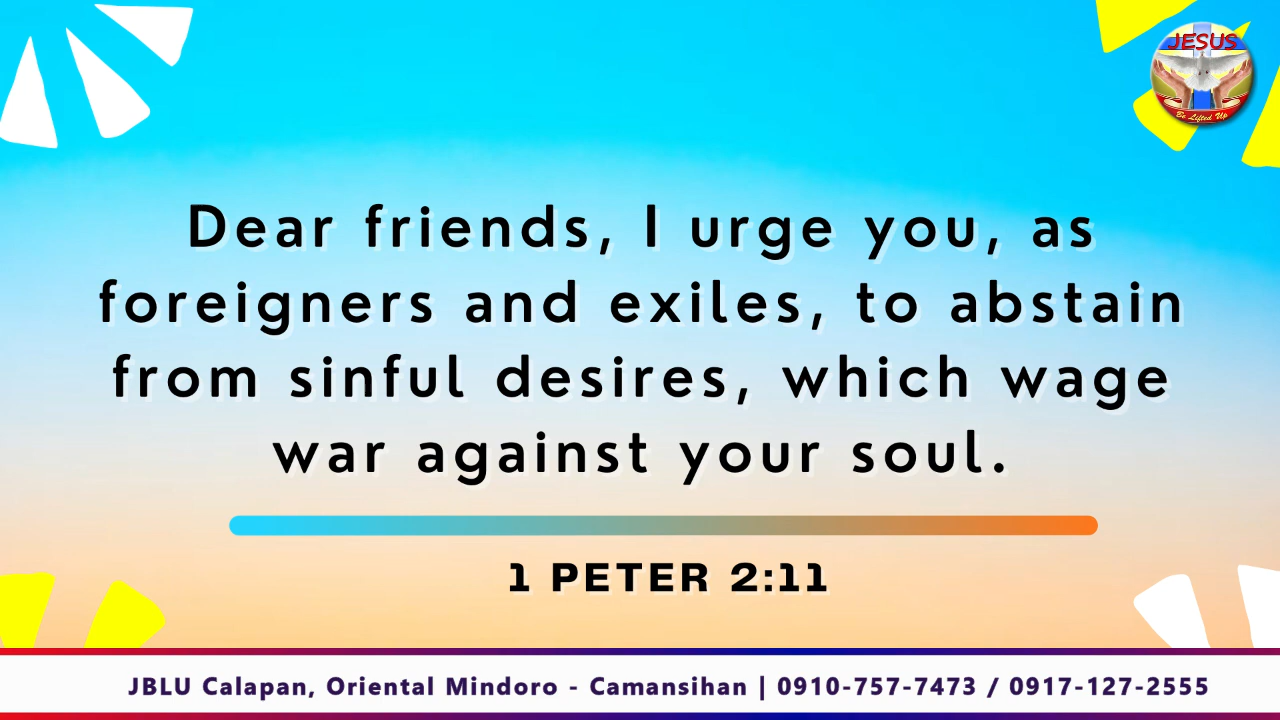 JESUS
Be Lifted Up
Dear friends, I urge you, as
foreigners and exiles, to abstain
from sinful desires, which wage
war against your soul.
1 PETER 2:11
JBLU Calapan, Oriental Mindoro - Camansihan | 0910-757-7473 / 0917-127-2555